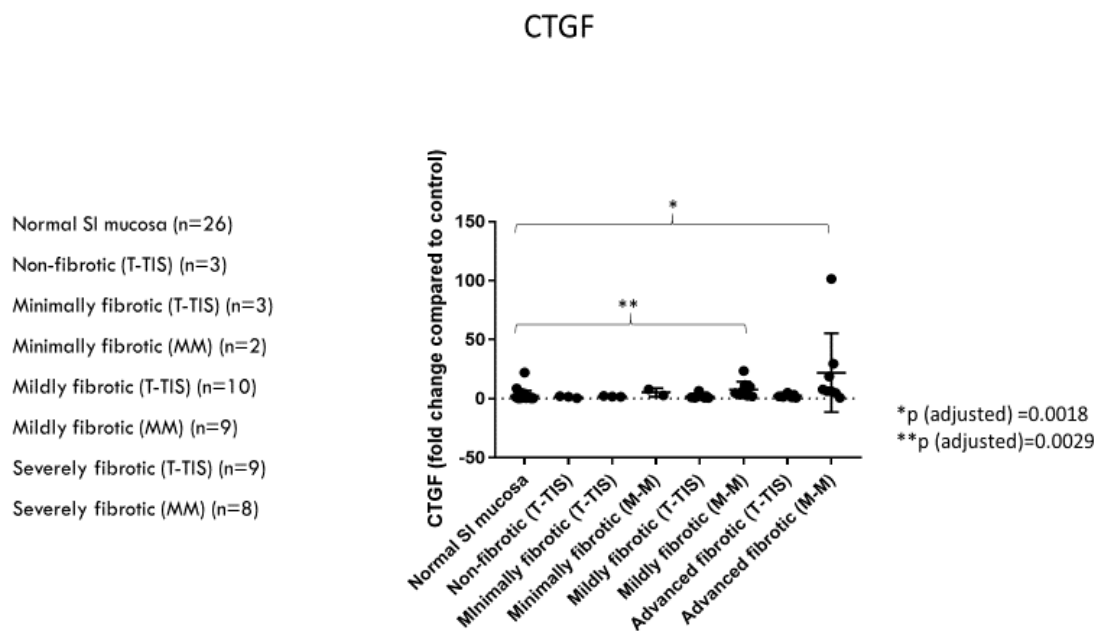 CTGF
Normal SI mucosa (n=26)
Non-fibrotic (T-TIS) (n=3)
Minimally fibrotic (T-TIS) (n=3)
Minimally fibrotic (MM) (n=2)
Mildly fibrotic (T-TIS) (n=10)
Mildly fibrotic (MM) (n=9)
Severely fibrotic (T-TIS) (n=9)
Severely fibrotic (MM) (n=8)
CTGF (fold change compared to control)
150
100
50
0
-50
*
**
Normal SI mucosa
Non-fibrotic (T-TIS)
MInimally fibrotic (T-TIS)
Minimally fibrotic (M-M)
Mildly fibrotic (T-TIS)
Mildly fibrotic (M-M)
Advanced fibrotic (T-TIS)
Advanced fibrotic (M-M)
*p (adjusted) =0.0018
**p (adjusted)=0.0029